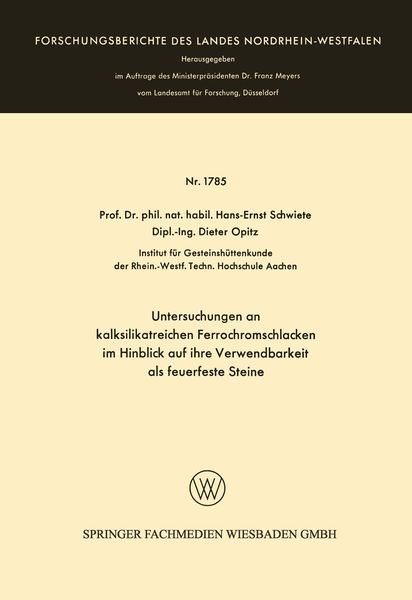 FORSCHUNGSBERICHTE DES LANDES NORDRHEIN-WESTFALEN
Herausgegeben
im Auftrage des Ministerpräsidenten Dr. Franz Meyers
vom Landesamt für Forschung, Düsseldorf
Nr. 1785
Prof. Dr. phil. nat. habil. Hans-Ernst Schwiete
Dipl.-Ing. Dieter Opitz
Institut für Gesteinshüttenkunde
der Rhein.-Westf. Techn. Hochschule Aachen
Untersuchungen an
kalksilikatreichen Ferrochromschlacken
im Hinblick auf ihre Verwendbarkeit
als feuerfeste Steine
SPRINGER FACHMEDIEN WIESBADEN GMBH